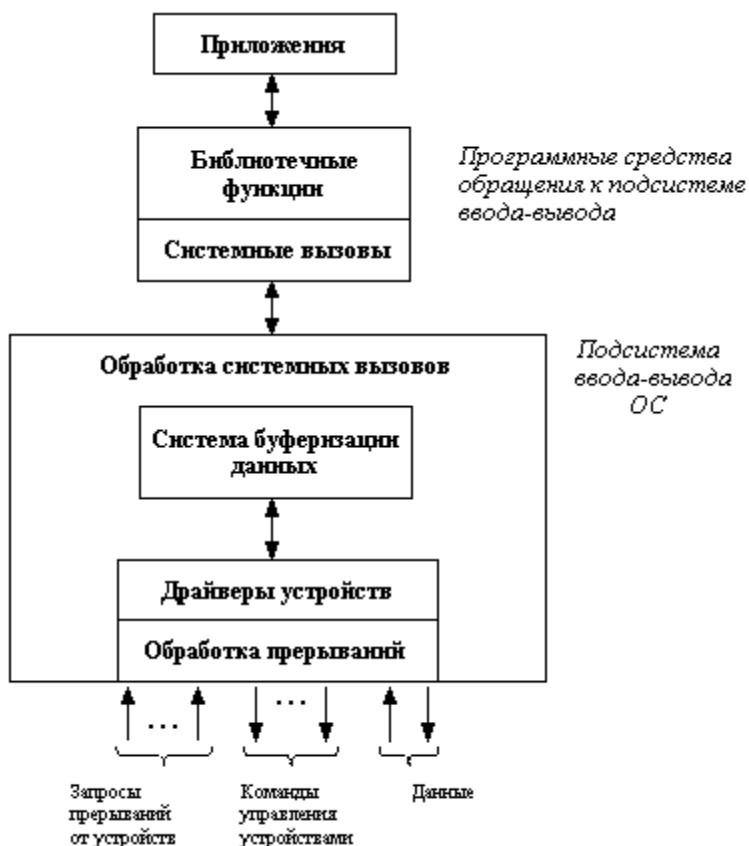 Приложения
Библиотечные
функции
Системные вызовы
Программные средства
обращения к подсистеме
ввода-вывода
Обработка системных вызовов
Подсистема
ввода-вывода
ОС
Система буферизации
данных
Драйверы устройств
Обработка прерываний
...
...
Запросы
прерываний
от устройств
Команды
управления
устройствами
Данные